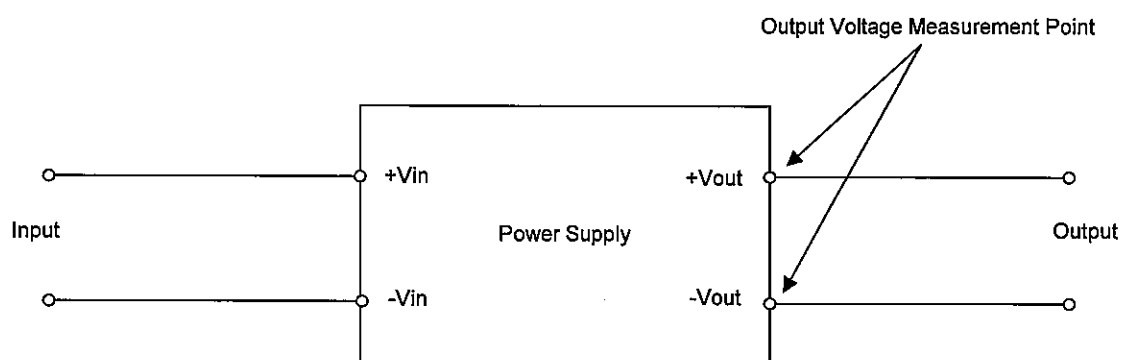 Output Voltage Measurement Point
+Vin
+Vout
Input
Power Supply
Output
-Vin
-Vout